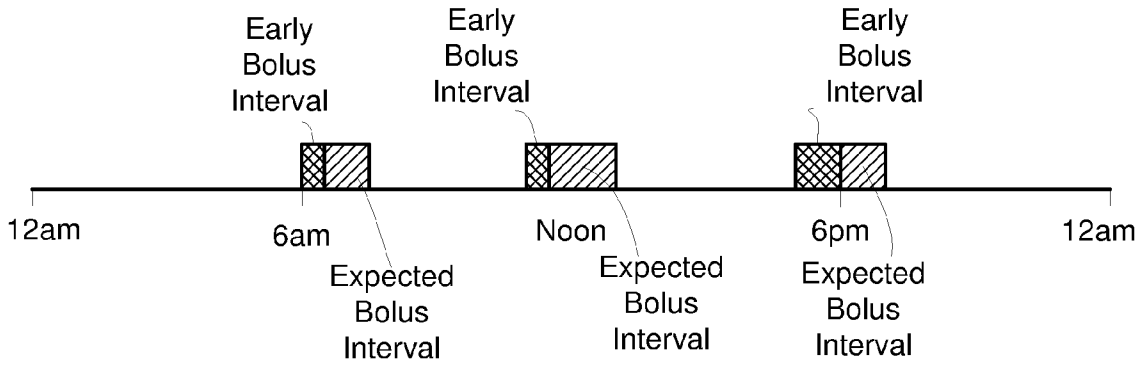 Early
Bolus
Interval
Early
Bolus
Interval
Early
Bolus
Interval
12am
6am
Noon
6pm
12am
Expected
Bolus
Interval
Expected
Bolus
Interval
Expected
Bolus
Interval